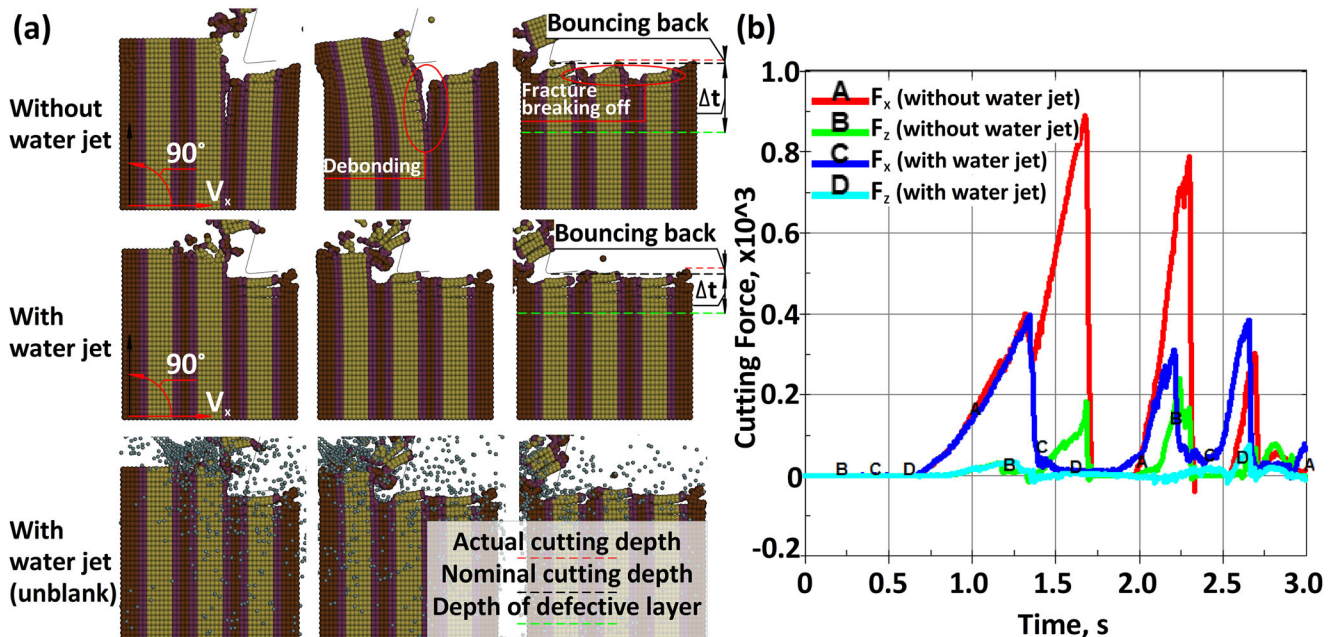 (a)
Without
water jet
90°
Vx
Debonding
Bouncing back
Fracture
breaking off
Δt
With
water jet
90°
Vx
Bouncing back
Δt
With
water jet
(unblank)
Actual cutting depth
Nominal cutting depth
Depth of defective layer
(b)
Cutting Force, x10^3
1.0
0.8
0.6
0.4
0.2
0
-0.2
A Fx (without water jet)
B Fz (without water jet)
C Fx (with water jet)
D Fz (with water jet)
A
C
B
D
A
B
C
D
A
B C D
0 0.5 1.0 1.5 2.0 2.5 3.0
Time, s